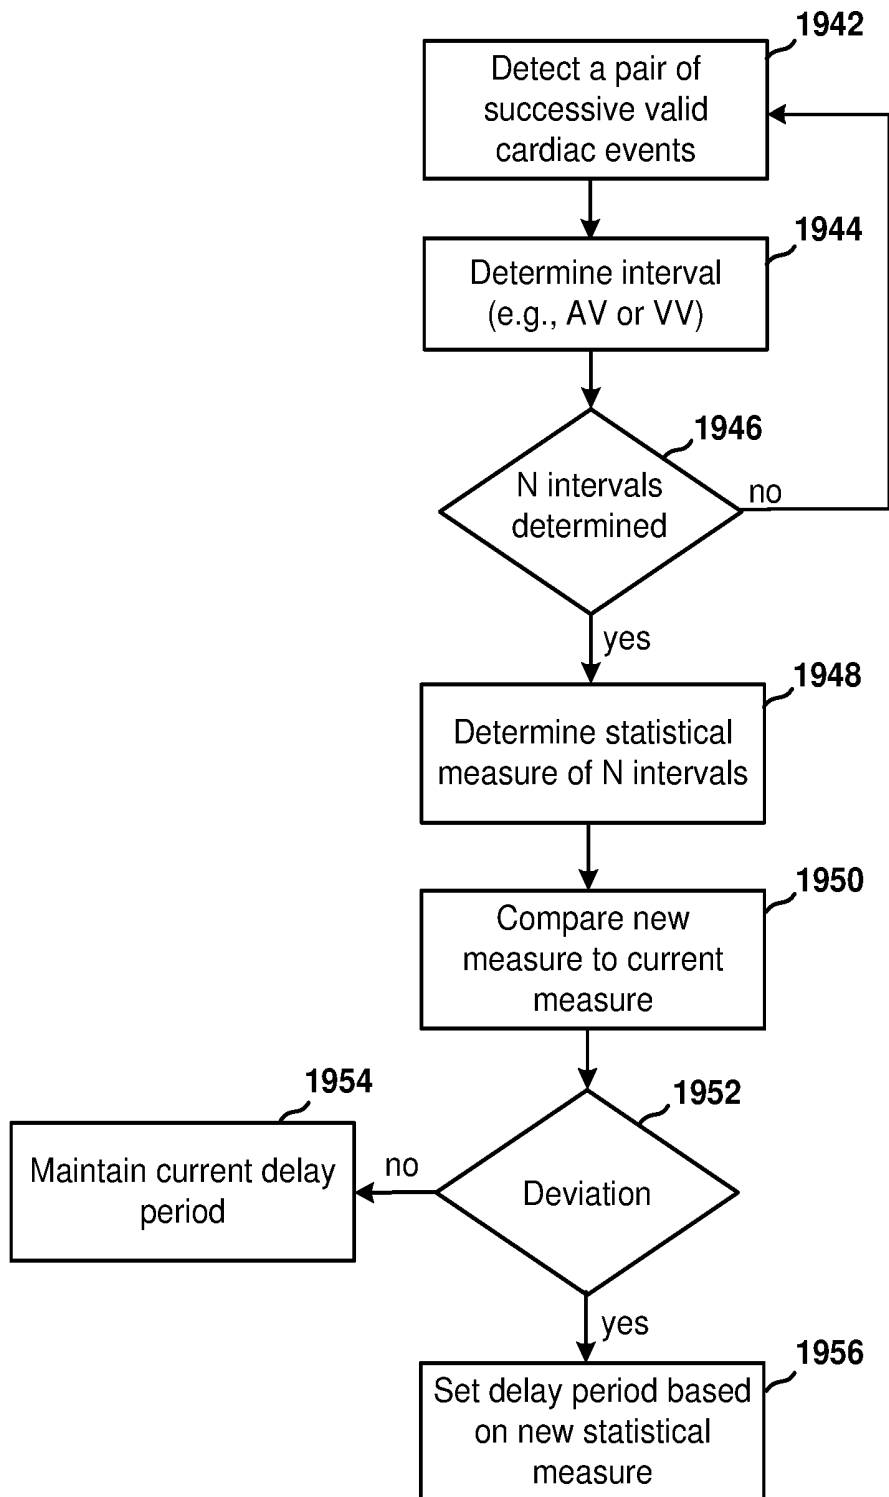 1942
Detect a pair of
successive valid
cardiac events
1944
Determine interval
(e.g., AV or VV)
1946
N intervals
determined
no
yes
1948
Determine statistical
measure of N intervals
1950
Compare new
measure to current
measure
1952
Deviation
1954
no
Maintain current delay
period
yes
1956
Set delay period based
on new statistical
measure